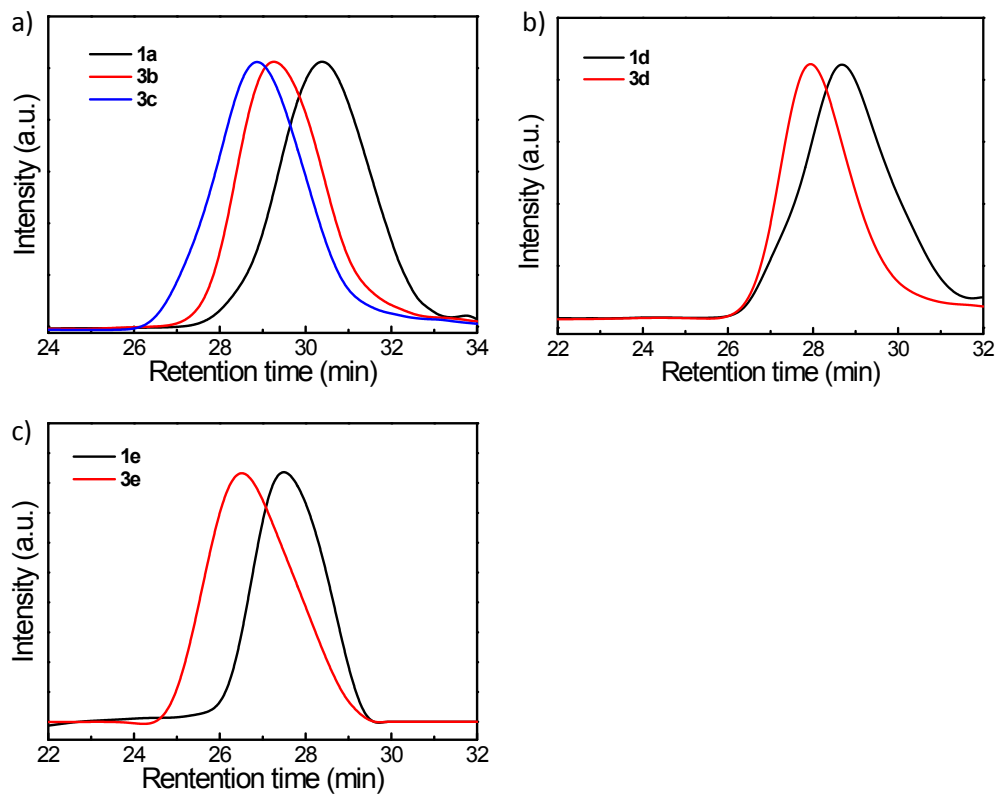 a)
1a
3b
3c
Intensity (a.u.)
24 26 28 30 32 34
Retention time (min)
b)
1d
3d
Intensity (a.u.)
22 24 26 28 30 32
Retention time (min)
c)
1e
3e
Intensity (a.u.)
22 24 26 28 30 32
Rentention time (min)